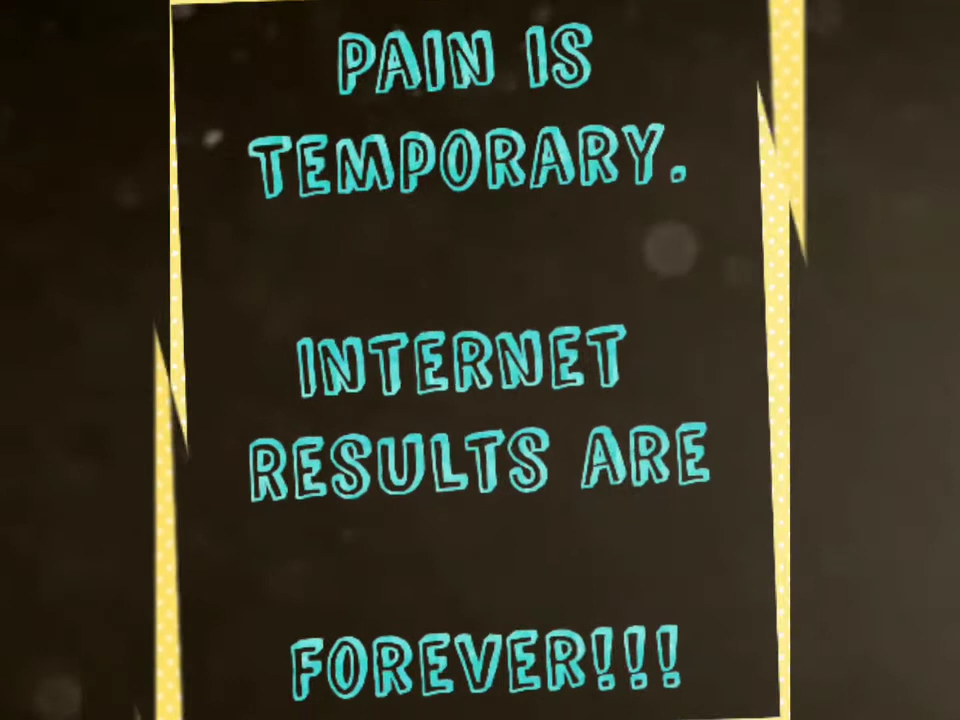 PAIN IS
TEMPORARY.
INTERNET
RESULTS ARE
FOREVER!!!